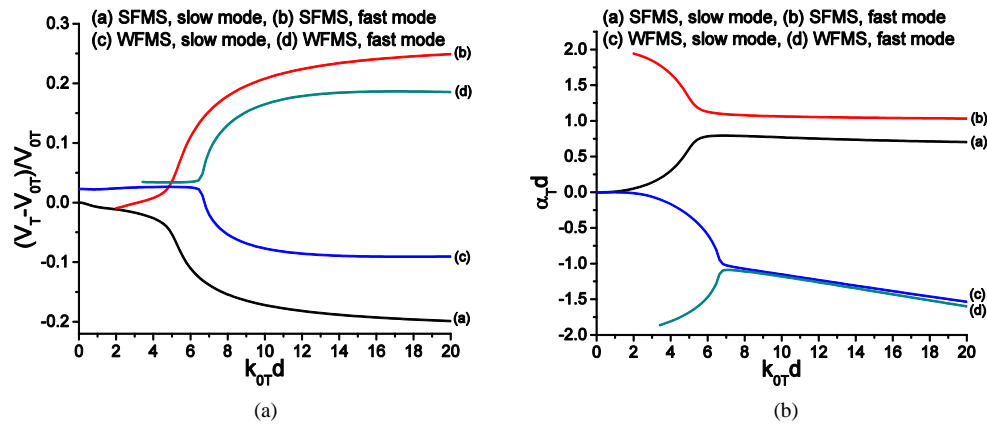 (a) SFMS, slow mode, (b) SFMS, fast mode
(c) WFMS, slow mode, (d) WFMS, fast mode
0.3
0.2
0.1
0.0
-0.1
-0.2
(V_T-V_0T)/V_0T
(b)
(d)
(c)
(a)
0 2 4 6 8 10 12 14 16 18 20
k_0T d
(a)
(a) SFMS, slow mode, (b) SFMS, fast mode
(c) WFMS, slow mode, (d) WFMS, fast mode
2.0
1.5
1.0
0.5
0.0
-0.5
-1.0
-1.5
-2.0
α_T d
(b)
(a)
(c)
(d)
0 2 4 6 8 10 12 14 16 18 20
k_0T d
(b)